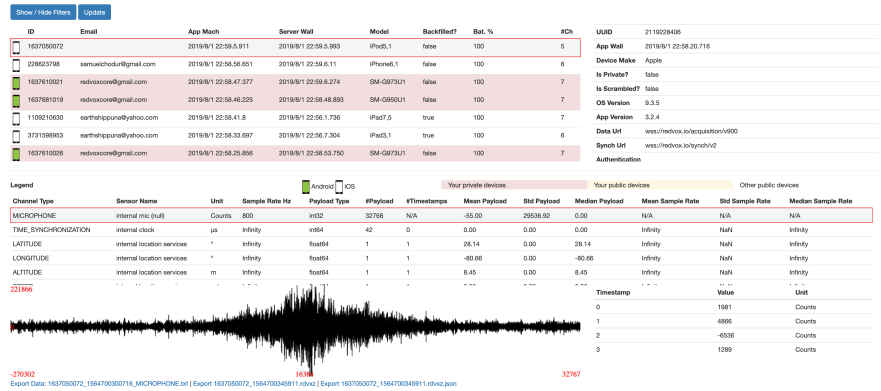 Show / Hide Filters Update
ID Email App Mach Server Wall Model Backfilled? Bat. % #Ch
1637050072 2019/8/1 22:59.5.911 2019/8/1 22:59.5.993 iPod5,1 false 100 5
228623798 samuelchodur@gmail.com 2019/8/1 22:58.56.651 2019/8/1 22:59.6.11 iPhone6,1 false 100 6
1637610021 redvoxcore@gmail.com 2019/8/1 22:58.47.377 2019/8/1 22:59.6.274 SM-G973U1 false 100 7
1637681019 redvoxcore@gmail.com 2019/8/1 22:58.46.225 2019/8/1 22:58.48.893 SM-G950U1 false 100 7
1109210630 earthshippuna@yahoo.com 2019/8/1 22:58.41.8 2019/8/1 22:56.1.736 iPad7,5 true 100 7
3731598953 earthshippuna@yahoo.com 2019/8/1 22:58.33.697 2019/8/1 22:56.7.304 iPad3,1 true 100 6
1637610026 redvoxcore@gmail.com 2019/8/1 22:58.25.856 2019/8/1 22:58.53.750 SM-G973U1 false 100 7
UUID 2119228406
App Wall 2019/8/1 22:58.20.716
Device Make Apple
Is Private? false
Is Scrambled? false
OS Version 9.3.5
App Version 3.2.4
Data Url wss://redvox.io/acquisition/v900
Synch Url wss://redvox.io/synch/v2
Authentication
Legend Android iOS Your private devices Your public devices Other public devices
Channel Type Sensor Name Unit Sample Rate Hz Payload Type #Payload #Timestamps Mean Payload Std Payload Median Payload Mean Sample Rate Std Sample Rate Median Sample Rate
MICROPHONE internal mic (null) Counts 800 int32 32768 N/A -55.00 29536.92 0.00 N/A N/A N/A
TIME_SYNCHRONIZATION internal clock µs Infinity int64 42 0 0.00 0.00 0.00 Infinity NaN Infinity
LATITUDE internal location services ° Infinity float64 1 1 28.14 0.00 28.14 Infinity NaN Infinity
LONGITUDE internal location services ° Infinity float64 1 1 -80.66 0.00 -80.66 Infinity NaN Infinity
ALTITUDE internal location services m Infinity float64 1 1 8.45 0.00 8.45 Infinity NaN Infinity
221866
-270302 1638 32767
Timestamp Value Unit
0 1981 Counts
1 4866 Counts
2 -6536 Counts
3 1289 Counts
Export Data: 1637050072_1564700300716_MICROPHONE.txt | Export 1637050072_1564700345911.rdvxz | Export 1637050072_1564700345911.rdvxz.json